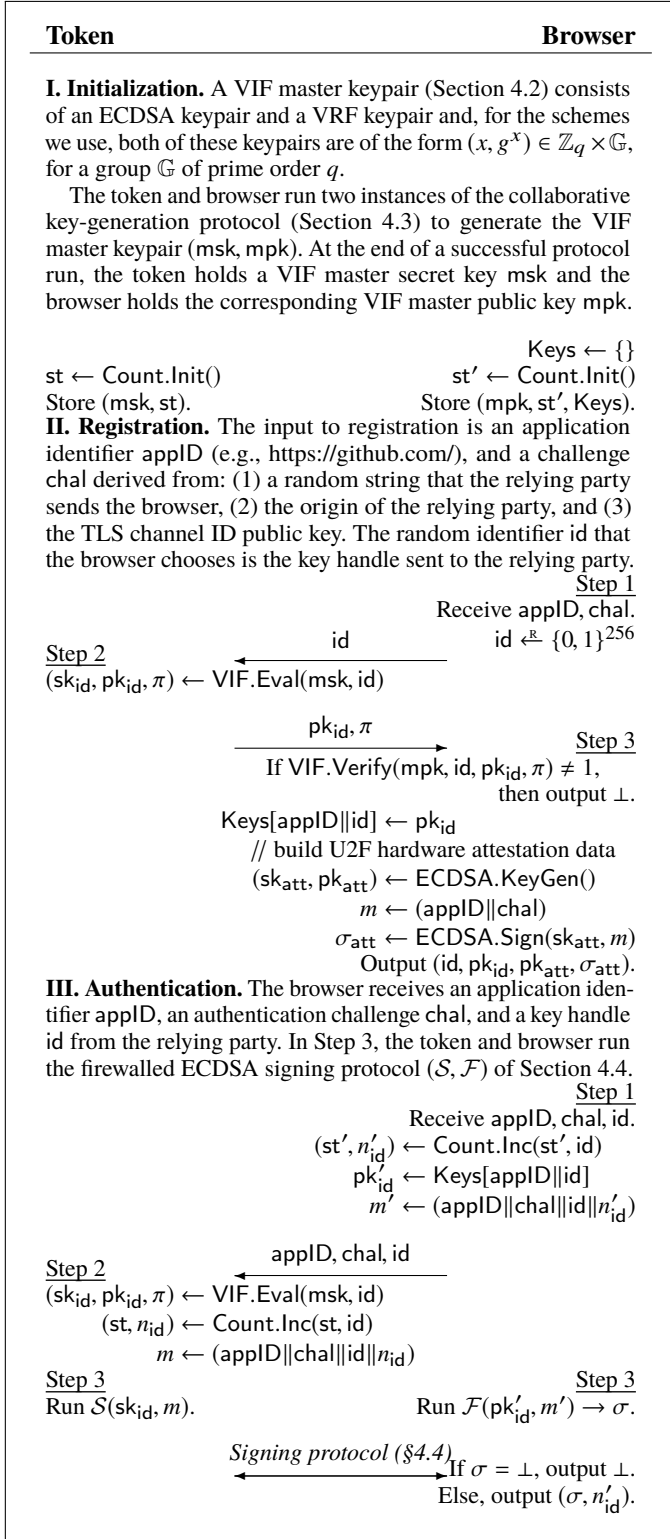 Token Browser
I. Initialization. A VIF master keypair (Section 4.2) consists
of an ECDSA keypair and a VRF keypair and, for the schemes
we use, both of these keypairs are of the form (x, g^x) ∈ ℤ_q × 𝔾,
for a group 𝔾 of prime order q.
The token and browser run two instances of the collaborative
key-generation protocol (Section 4.3) to generate the VIF
master keypair (msk, mpk). At the end of a successful protocol
run, the token holds a VIF master secret key msk and the
browser holds the corresponding VIF master public key mpk.
Keys ← {}
st ← Count.Init() st′ ← Count.Init()
Store (msk, st). Store (mpk, st′, Keys).
II. Registration. The input to registration is an application
identifier appID (e.g., https://github.com/), and a challenge
chal derived from: (1) a random string that the relying party
sends the browser, (2) the origin of the relying party, and (3)
the TLS channel ID public key. The random identifier id that
the browser chooses is the key handle sent to the relying party.
Step 1
Receive appID, chal.
id id ←R {0, 1}^256
Step 2
(sk_id, pk_id, π) ← VIF.Eval(msk, id)
pk_id, π
Step 3
If VIF.Verify(mpk, id, pk_id, π) ≠ 1,
then output ⊥.
Keys[appID‖id] ← pk_id
// build U2F hardware attestation data
(sk_att, pk_att) ← ECDSA.KeyGen()
m ← (appID‖chal)
σ_att ← ECDSA.Sign(sk_att, m)
Output (id, pk_id, pk_att, σ_att).
III. Authentication. The browser receives an application iden-
tifier appID, an authentication challenge chal, and a key handle
id from the relying party. In Step 3, the token and browser run
the firewalled ECDSA signing protocol (𝒮, ℱ) of Section 4.4.
Step 1
Receive appID, chal, id.
(st′, n′_id) ← Count.Inc(st′, id)
pk′_id ← Keys[appID‖id]
m′ ← (appID‖chal‖id‖n′_id)
appID, chal, id
Step 2
(sk_id, pk_id, π) ← VIF.Eval(msk, id)
(st, n_id) ← Count.Inc(st, id)
m ← (appID‖chal‖id‖n_id)
Step 3 Step 3
Run 𝒮(sk_id, m). Run ℱ(pk′_id, m′) → σ.
Signing protocol (§4.4)
If σ = ⊥, output ⊥.
Else, output (σ, n′_id).